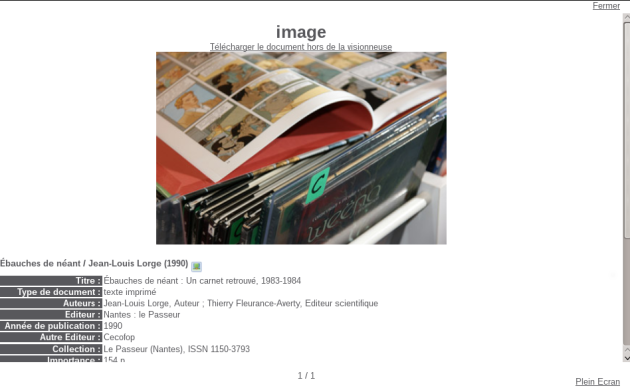 Fermer
image
Télécharger le document hors de la visionneuse
G
weëna
Ébauches de néant / Jean-Louis Lorge (1990)
Titre : Ébauches de néant : Un carnet retrouvé, 1983-1984
Type de document : texte imprimé
Auteurs : Jean-Louis Lorge, Auteur ; Thierry Fleurance-Averty, Editeur scientifique
Editeur : Nantes : le Passeur
Année de publication : 1990
Autre Editeur : Cecofop
Collection : Le Passeur (Nantes), ISSN 1150-3793
Importance : 154 p.
1 / 1
Plein Ecran